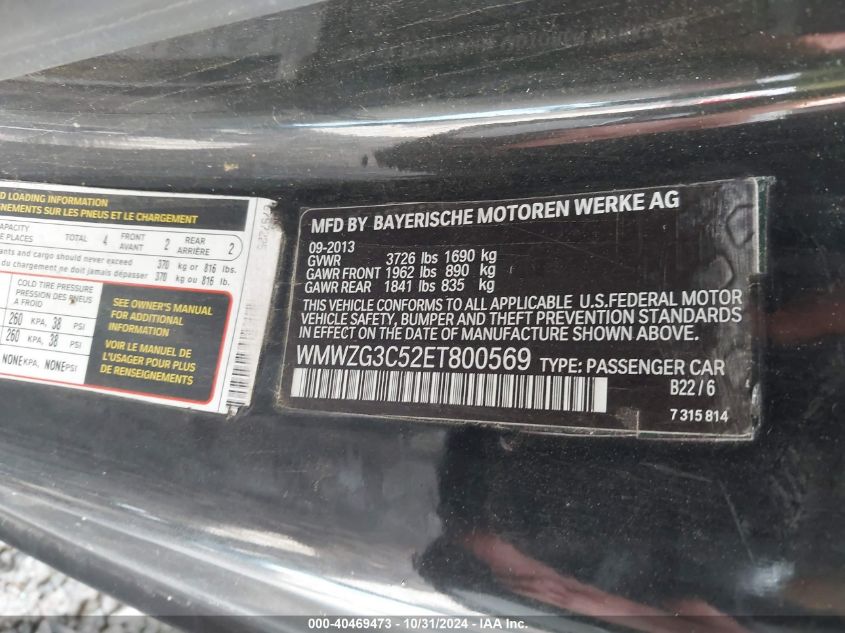 D LOADING INFORMATION
GNEMENTS SUR LES PNEUS ET LE CHARGEMENT
CAPACITY
PLACES
TOTAL 4
FRONT
AVANT 2
REAR
ARRIÈRE 2
ants and cargo should never exceed 370 kg or 816 lbs.
du chargement ne doit jamais dépasser 370 kg ou 816 lb.
COLD TIRE PRESSURE
PRESSION DES PNEUS
A FROID
260 KPA, 38 PSI
260 KPA, 38 PSI
NONE KPA, NONE PSI
SEE OWNER'S MANUAL
FOR ADDITIONAL
INFORMATION
VOIR LE MANUEL DE
L'USAGER POUR PLUS
DE RENSEIGNEMENTS
MFD BY BAYERISCHE MOTOREN WERKE AG
09-2013
GVWR 3726 lbs 1690 kg
GAWR FRONT 1962 lbs 890 kg
GAWR REAR 1841 lbs 835 kg
THIS VEHICLE CONFORMS TO ALL APPLICABLE U.S.FEDERAL MOTOR
VEHICLE SAFETY, BUMPER AND THEFT PREVENTION STANDARDS
IN EFFECT ON THE DATE OF MANUFACTURE SHOWN ABOVE.
WMWZG3C52ET800569 TYPE: PASSENGER CAR
B22/6
7 315 814
© - 40469473 - 10/31/2024 - IAA Inc.